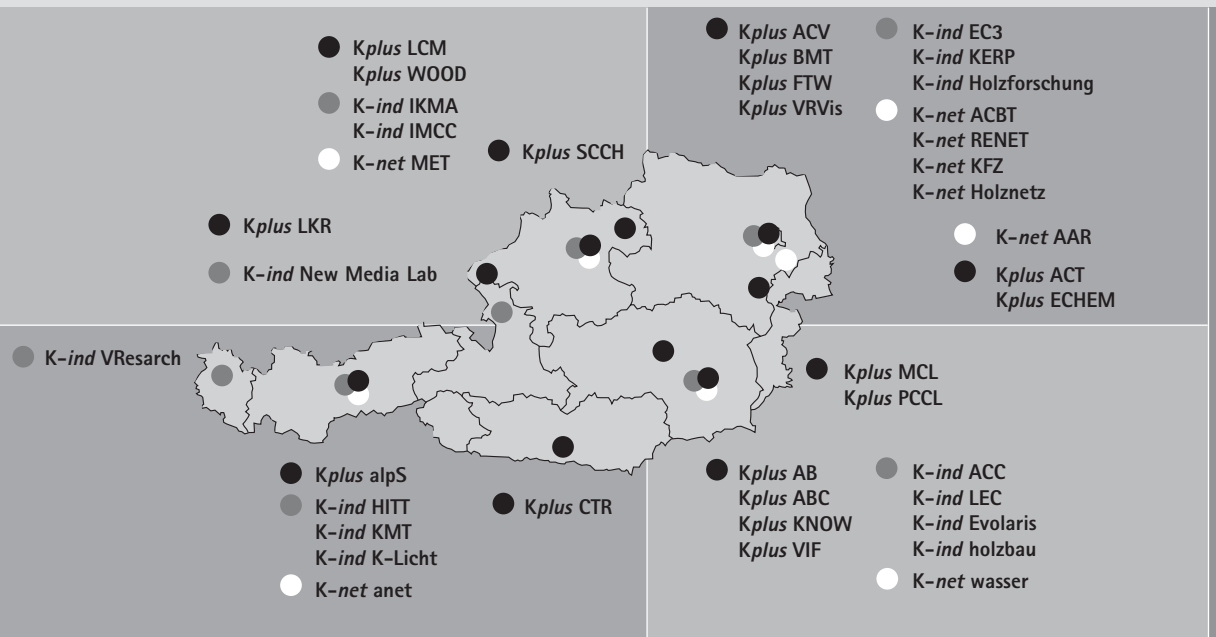 Kplus LCM
Kplus WOOD
K-ind IKMA
K-ind IMCC
K-net MET
Kplus SCCH
Kplus LKR
K-ind New Media Lab
Kplus ACV
Kplus BMT
Kplus FTW
Kplus VRVis
K-ind EC3
K-ind KERP
K-ind Holzforschung
K-net ACBT
K-net RENET
K-net KFZ
K-net Holznetz
K-net AAR
Kplus ACT
Kplus ECHEM
K-ind VResarch
Kplus alpS
K-ind HITT
K-ind KMT
K-ind K-Licht
K-net anet
Kplus CTR
Kplus MCL
Kplus PCCL
Kplus AB
Kplus ABC
Kplus KNOW
Kplus VIF
K-ind ACC
K-ind LEC
K-ind Evolaris
K-ind holzbau
K-net wasser